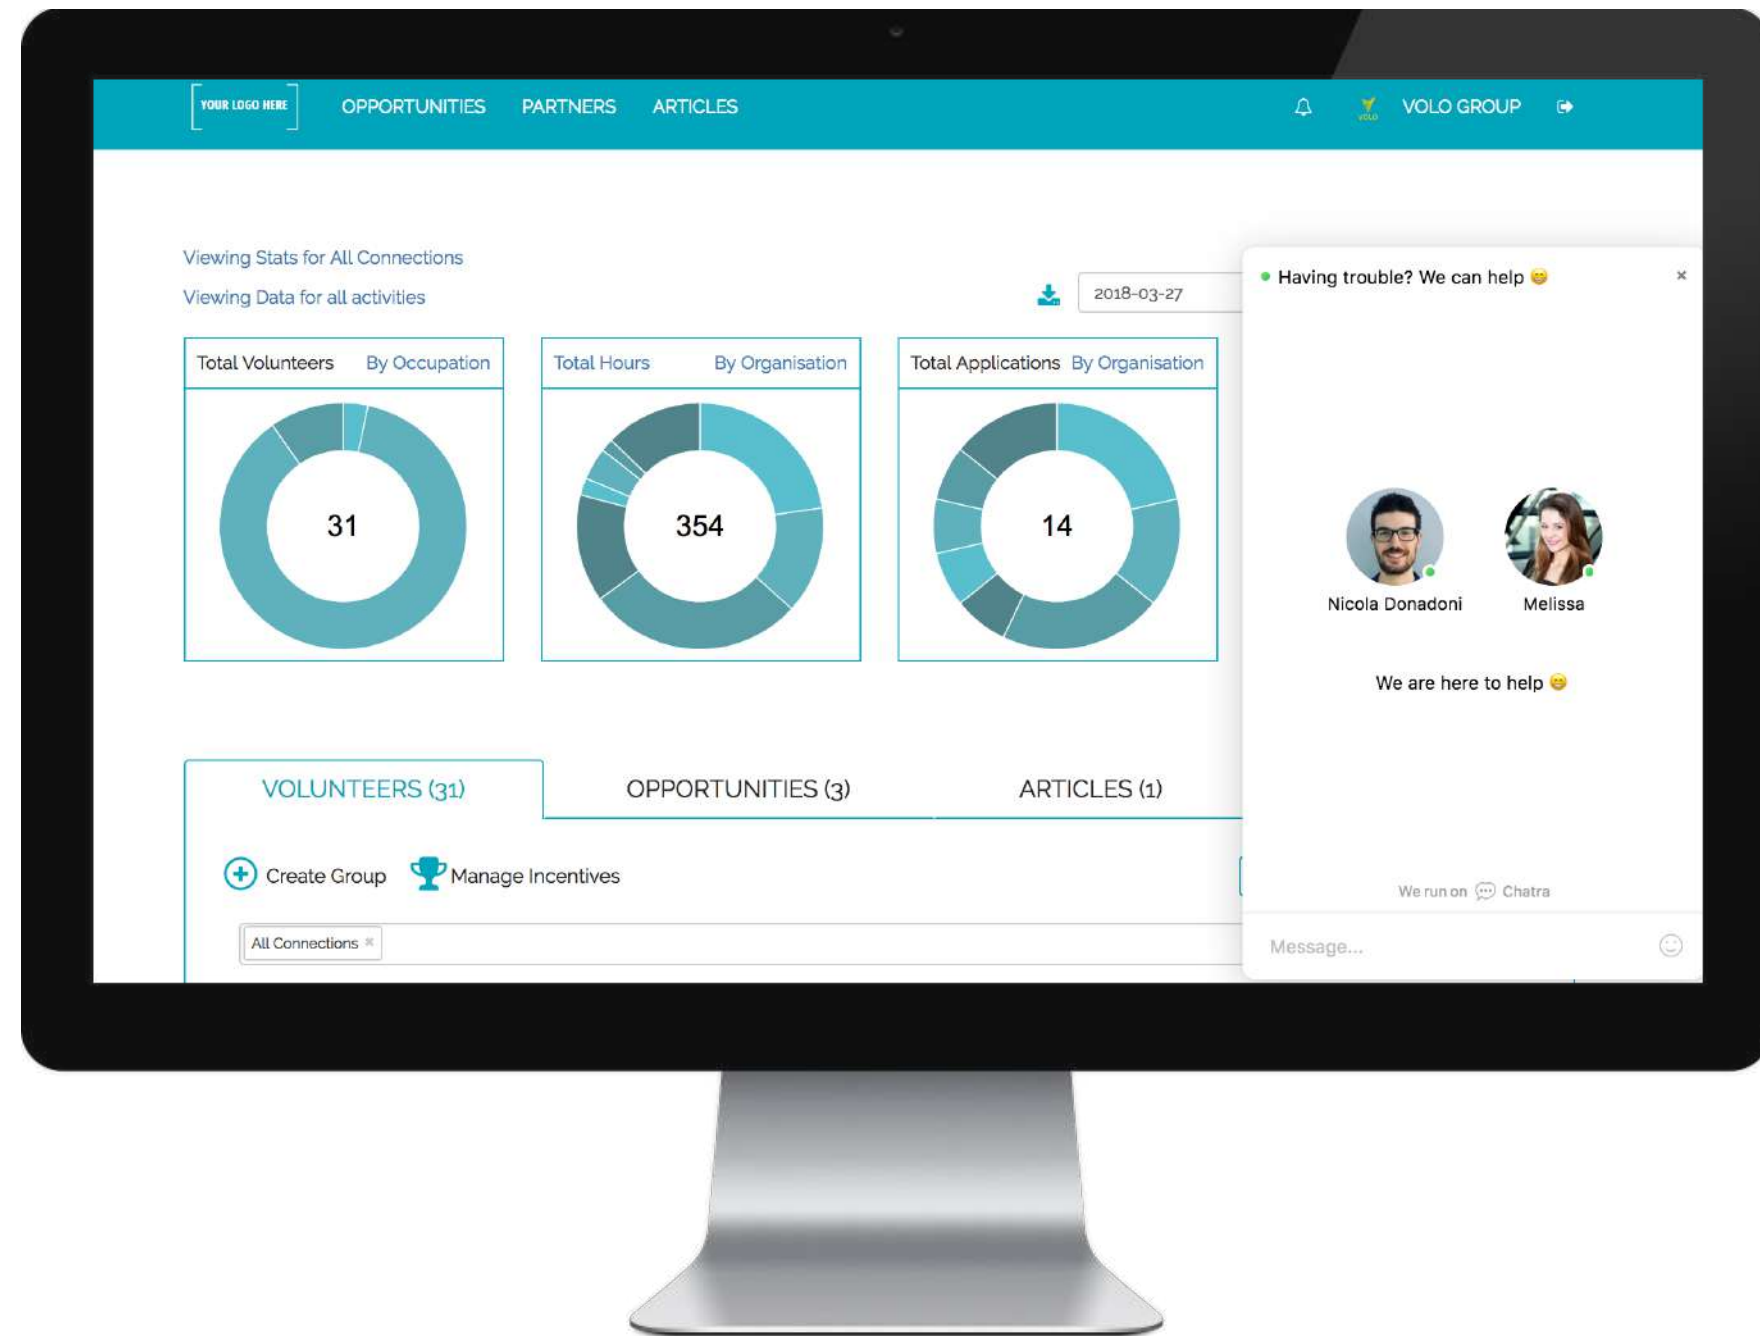 YOUR LOGO HERE
OPPORTUNITIES PARTNERS ARTICLES
VOLO
VOLO GROUP
Viewing Stats for All Connections
Viewing Data for all activities
2018-03-27
Total Volunteers By Occupation
31
Total Hours By Organisation
354
Total Applications By Organisation
14
VOLUNTEERS (31)
OPPORTUNITIES (3)
ARTICLES (1)
Create Group
Manage Incentives
All Connections ×
Having trouble? We can help 😁 ×
Nicola Donadoni
Melissa
We are here to help 😁
We run on Chatra
Message...